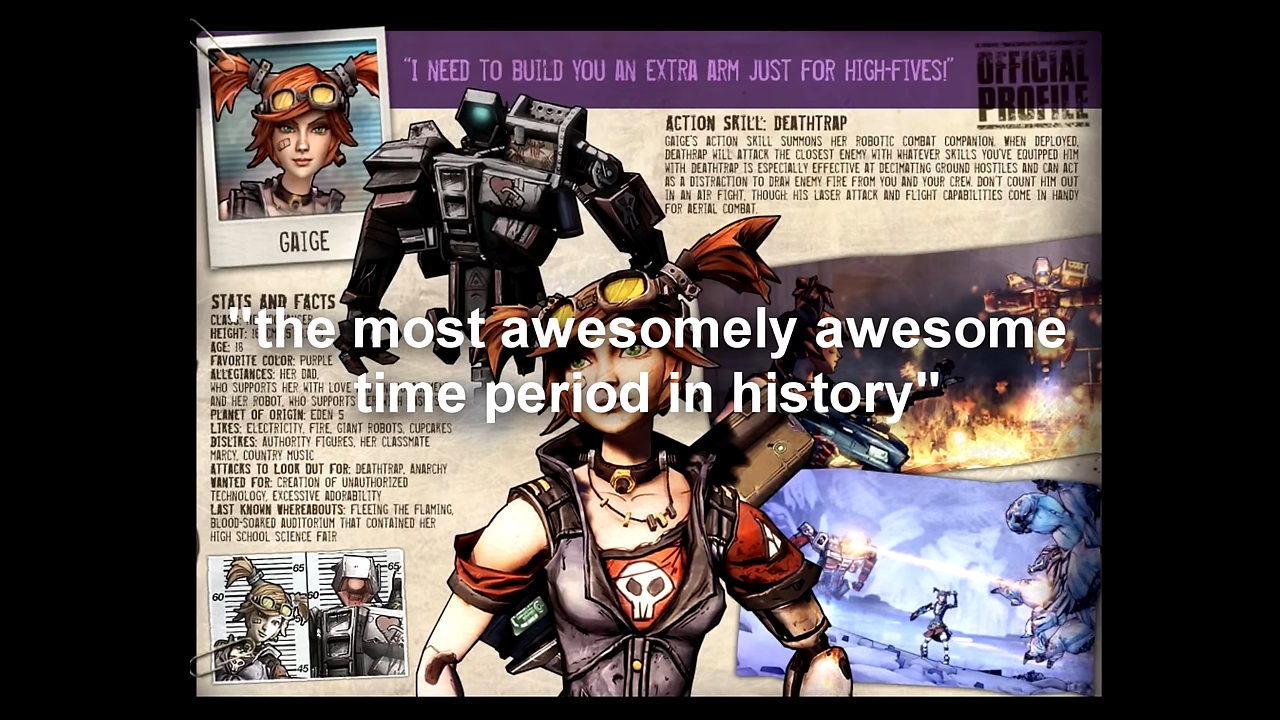 "I NEED TO BUILD YOU AN EXTRA ARM JUST FOR HIGH-FIVES!"
OFFICIAL
PROFILE
GAIGE
ACTION SKILL: DEATHTRAP
GAIGE'S ACTION SKILL SUMMONS HER ROBOTIC COMBAT COMPANION. WHEN DEPLOYED,
DEATHTRAP WILL ATTACK THE CLOSEST ENEMY WITH WHATEVER SKILLS YOU'VE EQUIPPED HIM
WITH. DEATHTRAP IS ESPECIALLY EFFECTIVE AT DECIMATING GROUND HOSTILES AND CAN ACT
AS A DISTRACTION TO DRAW ENEMY FIRE FROM YOU AND YOUR CREW. DON'T COUNT HIM OUT
IN AN AIR FIGHT, THOUGH: HIS LASER ATTACK AND FLIGHT CAPABILITIES COME IN HANDY
FOR AERIAL COMBAT.
"the most awesomely awesome
time period in history"
STATS AND FACTS
CLASS:
HEIGHT:
AGE: 18
FAVORITE COLOR: PURPLE
ALLEGIANCES: HER DAD,
WHO SUPPORTS HER WITH LOVE
AND HER ROBOT, WHO SUPPORTS HER WITH
PLANET OF ORIGIN: EDEN 5
LIKES: ELECTRICITY, FIRE, GIANT ROBOTS, CUPCAKES
DISLIKES: AUTHORITY FIGURES, HER CLASSMATE
MARCY, COUNTRY MUSIC
ATTACKS TO LOOK OUT FOR: DEATHTRAP, ANARCHY
WANTED FOR: CREATION OF UNAUTHORIZED
TECHNOLOGY, EXCESSIVE ADORABILITY
LAST KNOWN WHEREABOUTS: FLEEING THE FLAMING,
BLOOD-SOAKED AUDITORIUM THAT CONTAINED HER
HIGH SCHOOL SCIENCE FAIR
65 65
60 60
45